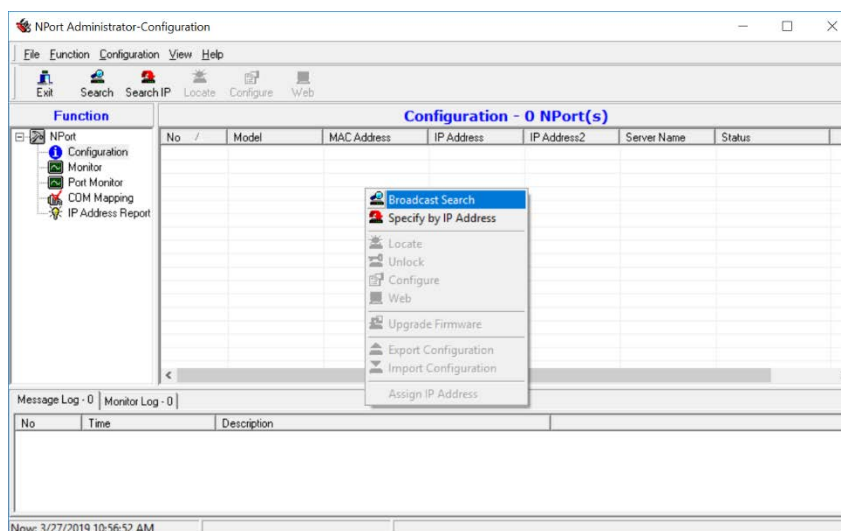 NPort Administrator-Configuration
File Function Configuration View Help
Exit Search Search IP Locate Configure Web
Function
Configuration - 0 NPort(s)
NPort
Configuration
Monitor
Port Monitor
COM Mapping
IP Address Report
No / Model MAC Address IP Address IP Address2 Server Name Status
Broadcast Search
Specify by IP Address
Locate
Unlock
Configure
Web
Upgrade Firmware
Export Configuration
Import Configuration
Assign IP Address
Message Log - 0 Monitor Log - 0
No Time Description
Now: 3/27/2019 10:56:52 AM